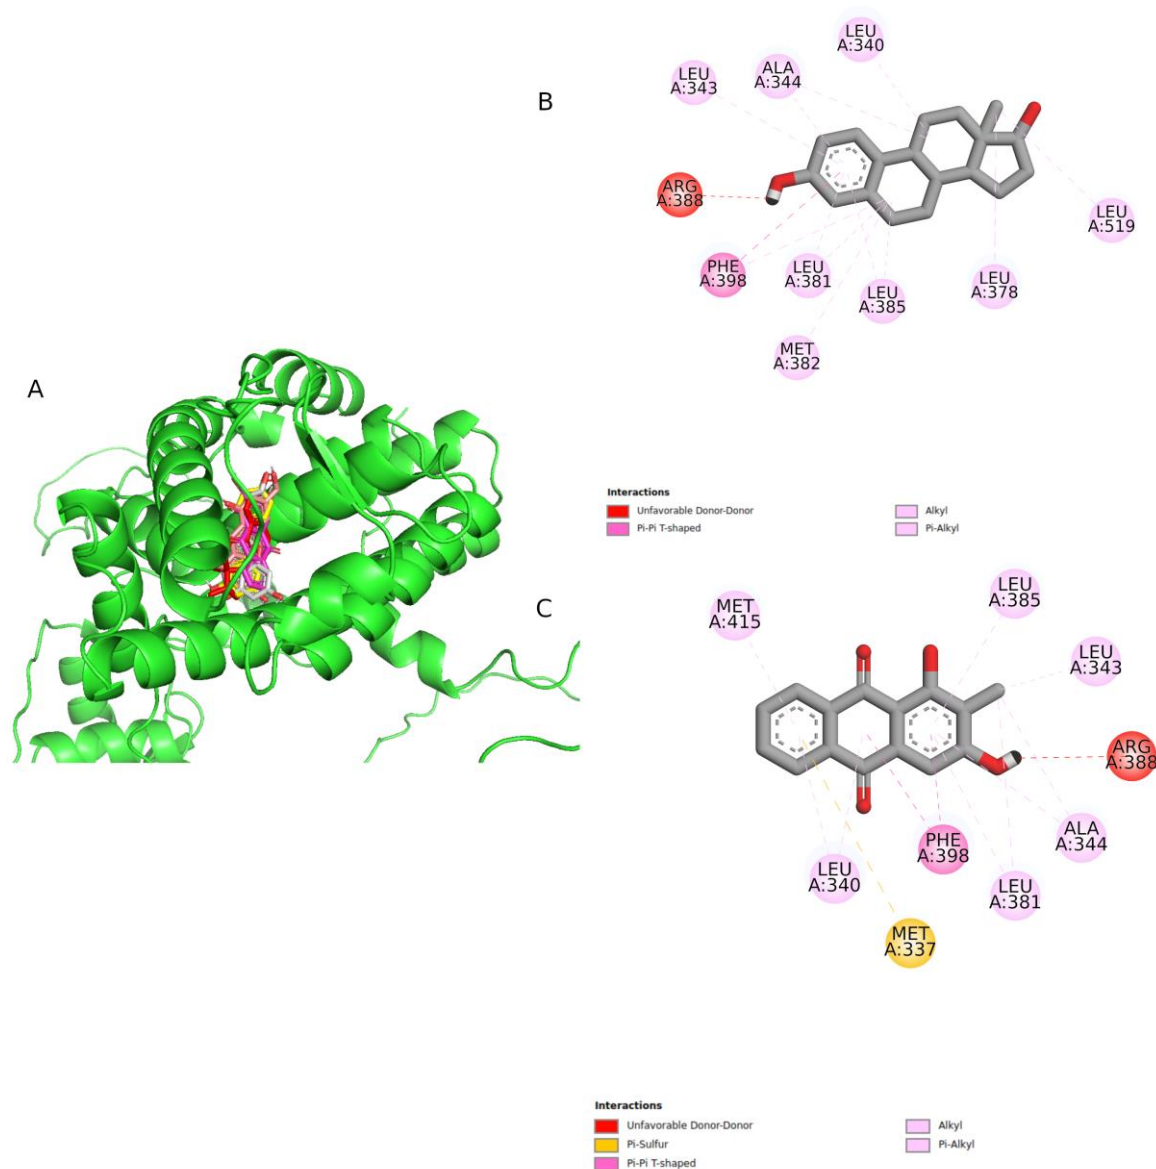 A
B
LEU
A:340
ALA
A:344
LEU
A:343
ARG
A:388
PHE
A:398
LEU
A:381
LEU
A:385
MET
A:382
LEU
A:378
LEU
A:519
Interactions
Unfavorable Donor-Donor
Pi-Pi T-shaped
Alkyl
Pi-Alkyl
C
MET
A:415
LEU
A:385
LEU
A:343
ARG
A:388
ALA
A:344
PHE
A:398
LEU
A:340
LEU
A:381
MET
A:337
Interactions
Unfavorable Donor-Donor
Pi-Sulfur
Pi-Pi T-shaped
Alkyl
Pi-Alkyl